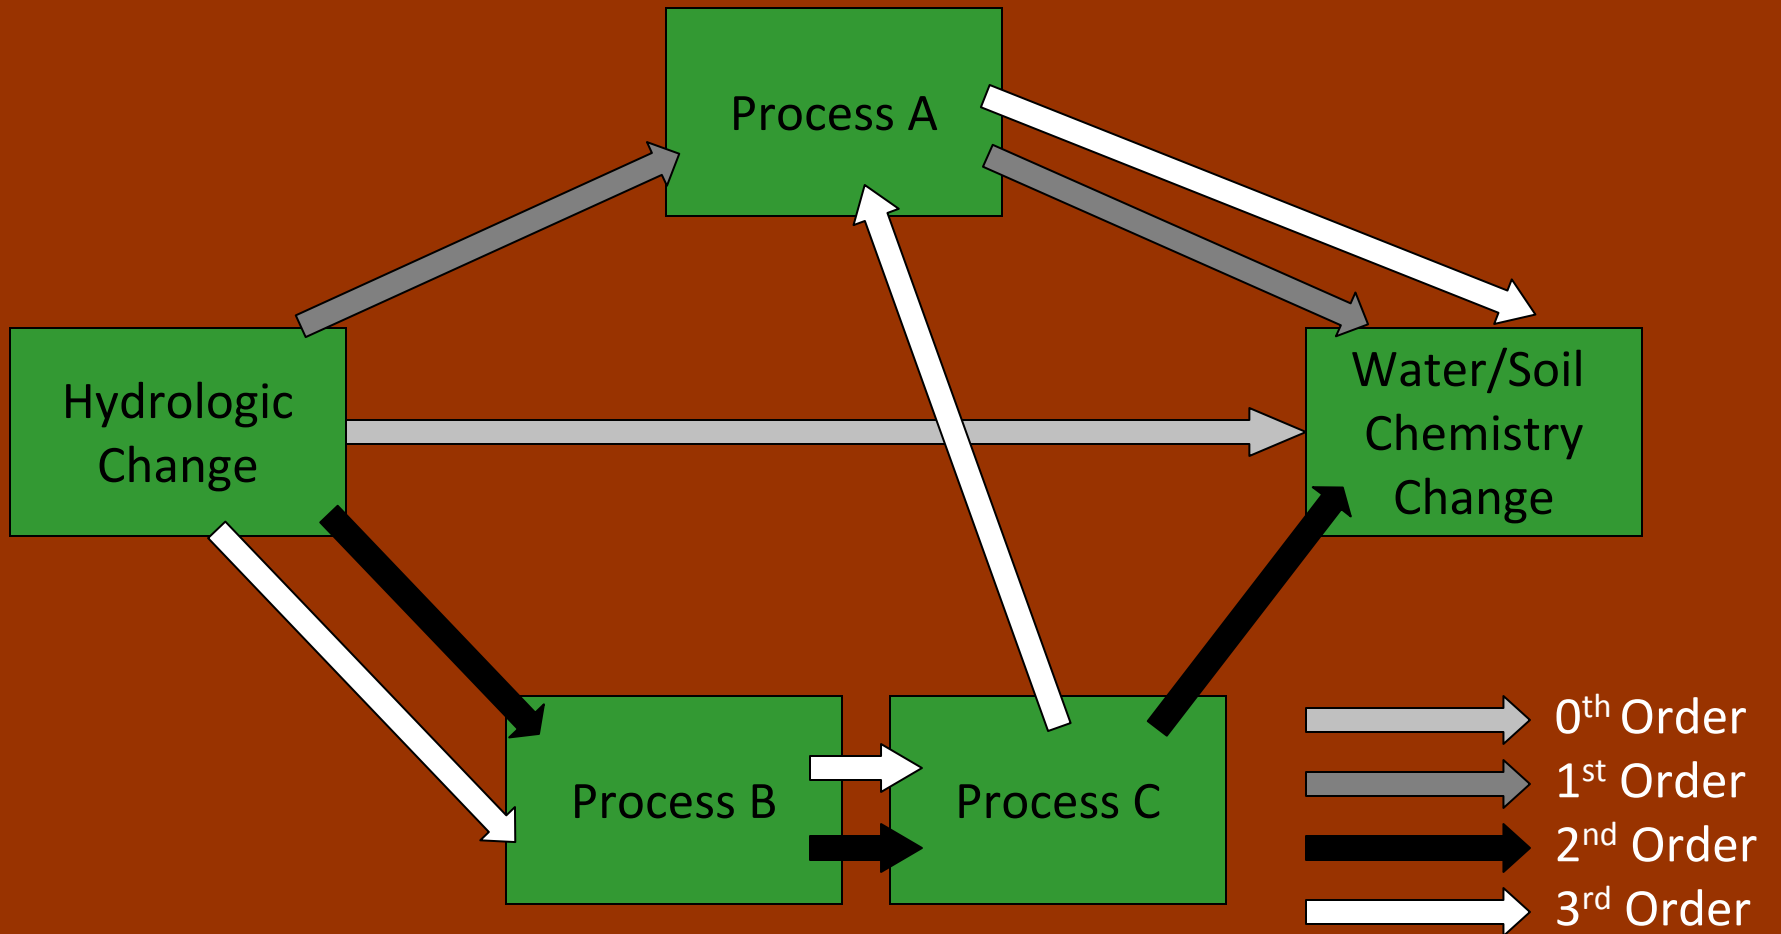 Process A
Hydrologic
Change
Water/Soil
Chemistry
Change
Process B
Process C
0th Order
1st Order
2nd Order
3rd Order